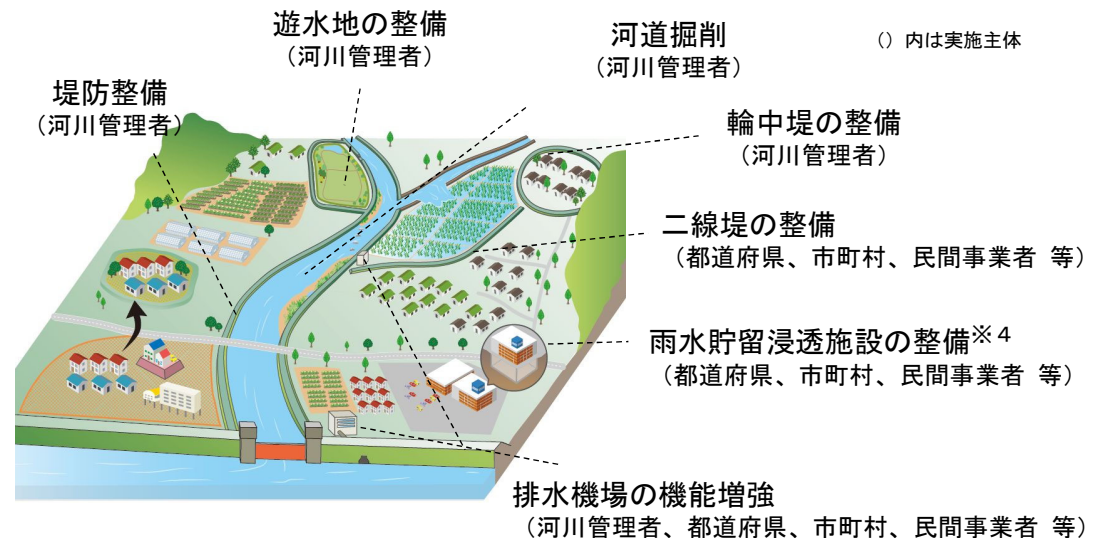 遊水地の整備
（河川管理者）
河道掘削
（河川管理者）
（）内は実施主体
堤防整備
（河川管理者）
輪中堤の整備
（河川管理者）
二線堤の整備
（都道府県、市町村、民間事業者 等）
雨水貯留浸透施設の整備※４
（都道府県、市町村、民間事業者 等）
排水機場の機能増強
（河川管理者、都道府県、市町村、民間事業者 等）